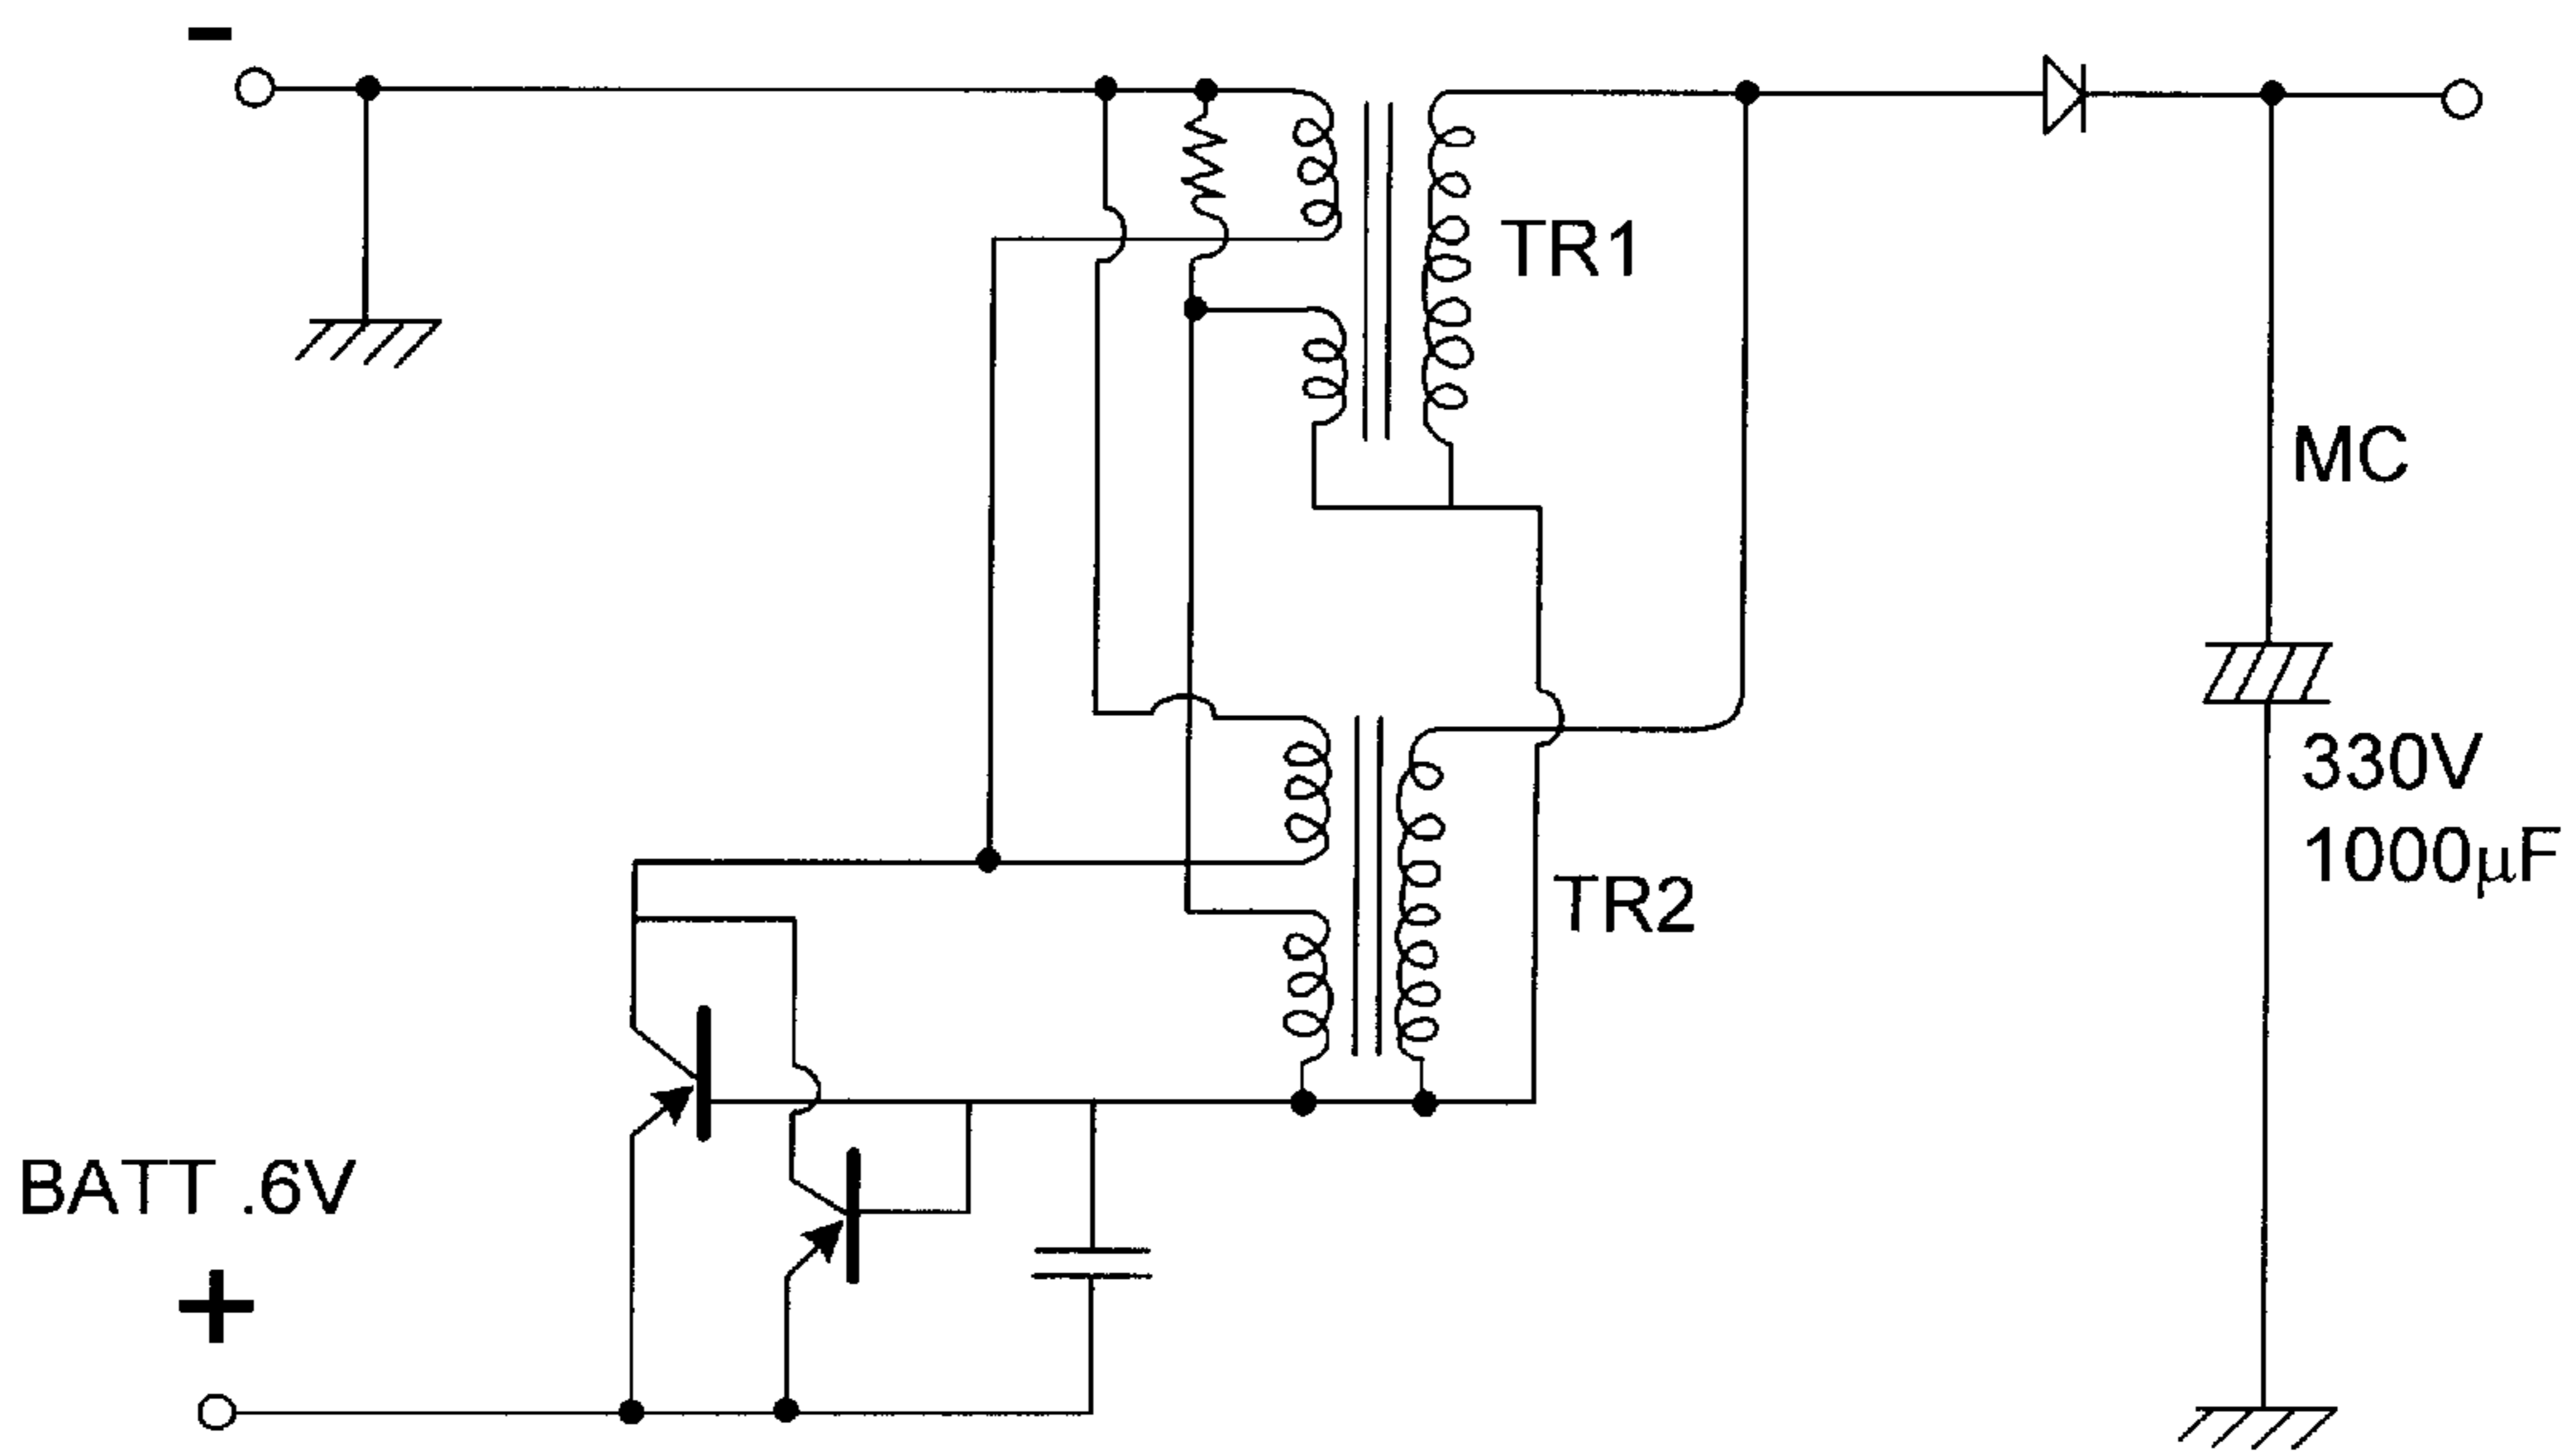 -
TR1
MC
330V
1000μF
TR2
BATT .6V
+